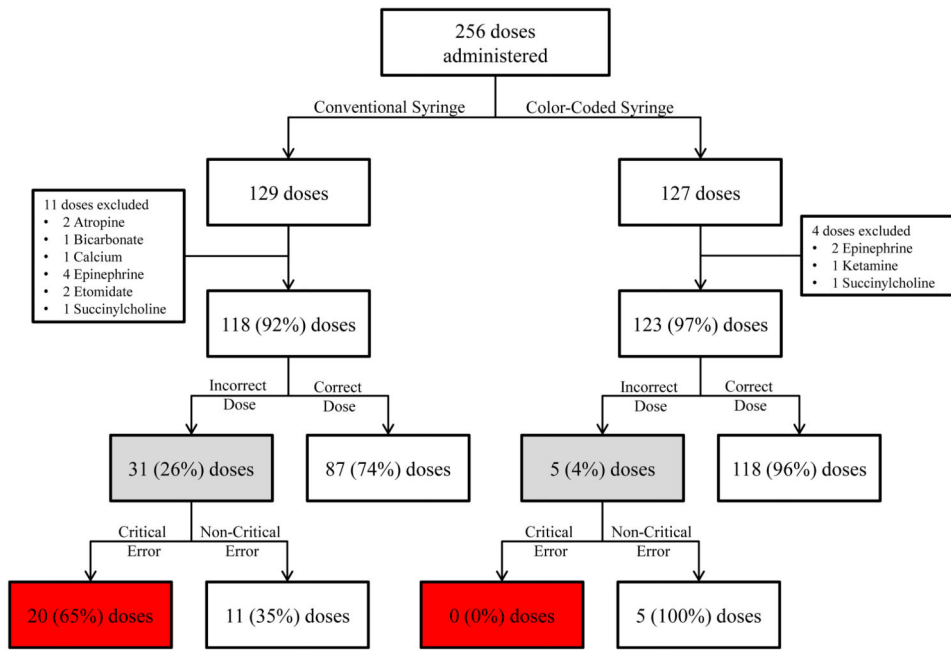 256 doses
administered
Conventional Syringe
Color-Coded Syringe
129 doses
127 doses
11 doses excluded
• 2 Atropine
• 1 Bicarbonate
• 1 Calcium
• 4 Epinephrine
• 2 Etomidate
• 1 Succinylcholine
4 doses excluded
• 2 Epinephrine
• 1 Ketamine
• 1 Succinylcholine
118 (92%) doses
123 (97%) doses
Incorrect
Dose
Correct
Dose
Incorrect
Dose
Correct
Dose
31 (26%) doses
87 (74%) doses
5 (4%) doses
118 (96%) doses
Critical
Error
Non-Critical
Error
Critical
Error
Non-Critical
Error
20 (65%) doses
11 (35%) doses
0 (0%) doses
5 (100%) doses